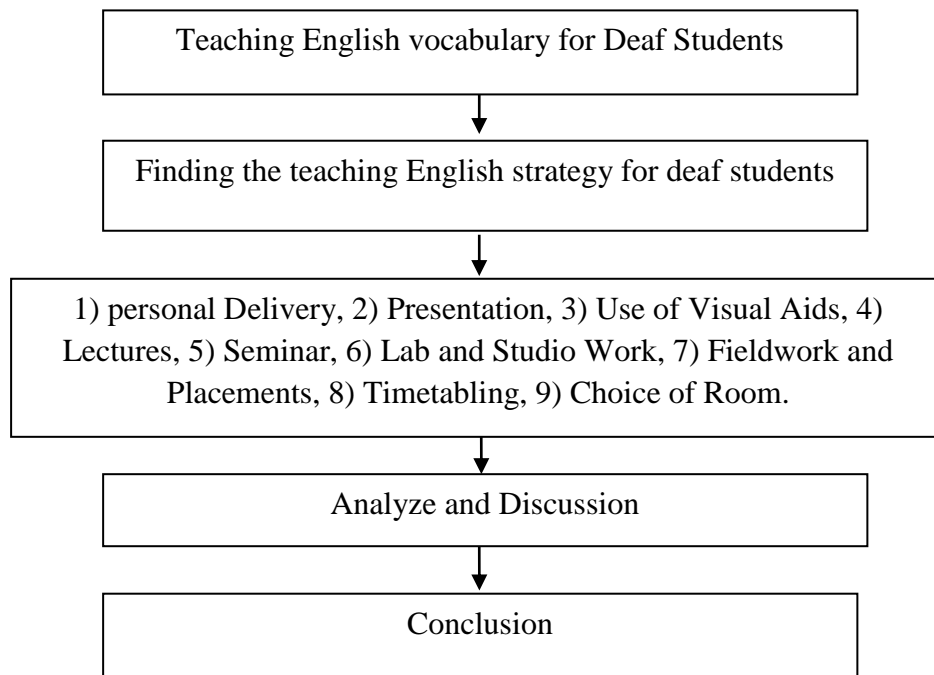 Teaching English vocabulary for Deaf Students
Finding the teaching English strategy for deaf students
1) personal Delivery, 2) Presentation, 3) Use of Visual Aids, 4)
Lectures, 5) Seminar, 6) Lab and Studio Work, 7) Fieldwork and
Placements, 8) Timetabling, 9) Choice of Room.
Analyze and Discussion
Conclusion